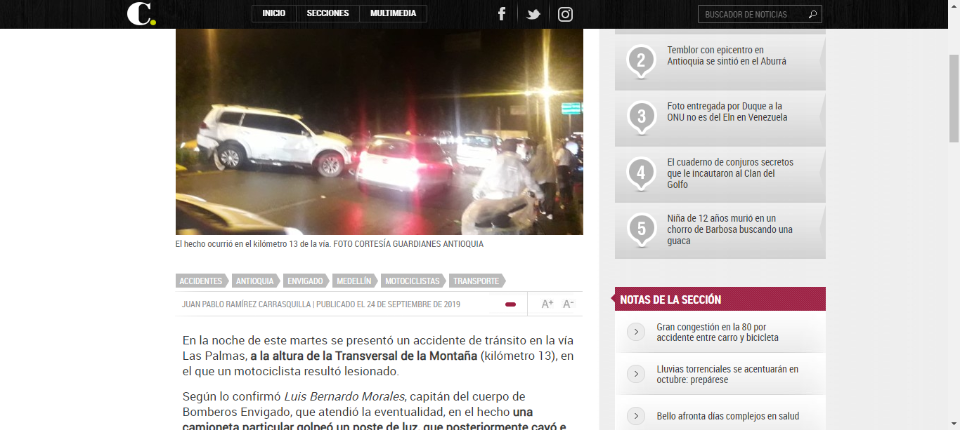 C.
INICIO
SECCIONES
MULTIMEDIA
BUSCADOR DE NOTICIAS
El hecho ocurrió en el kilómetro 13 de la vía. FOTO CORTESÍA GUARDIANES ANTIOQUIA
ACCIDENTES
ANTIOQUIA
ENVIGADO
MEDELLÍN
MOTOCICLISTAS
TRANSPORTE
JUAN PABLO RAMÍREZ CARRASQUILLA | PUBLICADO EL 24 DE SEPTIEMBRE DE 2019
A+
A-
En la noche de este martes se presentó un accidente de tránsito en la vía
Las Palmas, a la altura de la Transversal de la Montaña (kilómetro 13), en
el que un motociclista resultó lesionado.
Según lo confirmó Luis Bernardo Morales, capitán del cuerpo de
Bomberos Envigado, que atendió la eventualidad, en el hecho una
camioneta particular golpeó un poste de luz, que posteriormente cayó e
2
Temblor con epicentro en
Antioquia se sintió en el Aburrá
3
Foto entregada por Duque a la
ONU no es del Eln en Venezuela
4
El cuaderno de conjuros secretos
que le incautaron al Clan del
Golfo
5
Niña de 12 años murió en un
chorro de Barbosa buscando una
guaca
NOTAS DE LA SECCIÓN
Gran congestión en la 80 por
accidente entre carro y bicicleta
Lluvias torrenciales se acentuarán en
octubre: prepárese
Bello afronta días complejos en salud